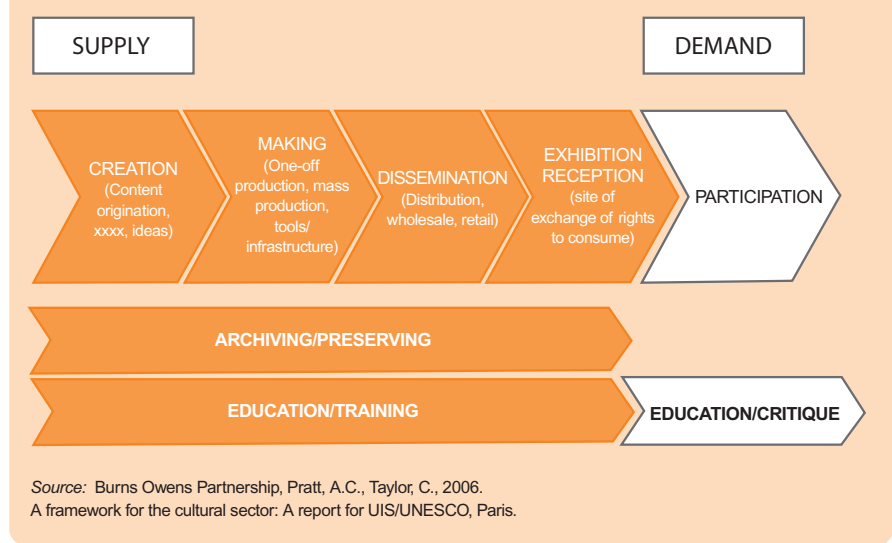 SUPPLY
DEMAND
CREATION
(Content
origination,
xxxx, ideas)
MAKING
(One-off
production, mass
production,
tools/
infrastructure)
DISSEMINATION
(Distribution,
wholesale, retail)
EXHIBITION
RECEPTION
(site of
exchange of rights
to consume)
PARTICIPATION
ARCHIVING/PRESERVING
EDUCATION/TRAINING
EDUCATION/CRITIQUE
Source: Burns Owens Partnership, Pratt, A.C., Taylor, C., 2006.
A framework for the cultural sector: A report for UIS/UNESCO, Paris.